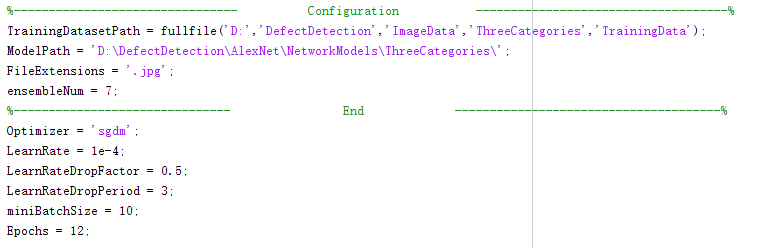 %-------------------------------- Configuration ------------------------------------%
TrainingDatasetPath = fullfile('D:','DefectDetection','ImageData','ThreeCategories','TrainingData');
ModelPath = 'D:\DefectDetection\AlexNet\NetworkModels\ThreeCategories\';
FileExtensions = '.jpg';
ensembleNum = 7;
%------------------------------- End --------------------------------------%
Optimizer = 'sgdm';
LearnRate = 1e-4;
LearnRateDropFactor = 0.5;
LearnRateDropPeriod = 3;
miniBatchSize = 10;
Epochs = 12;